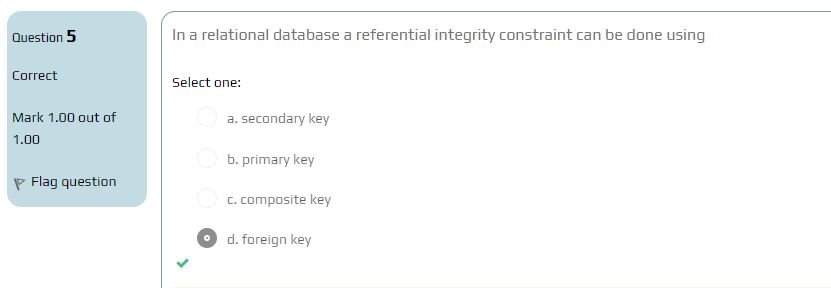 Question 5
Correct
Mark 1.00 out of
1.00
Flag question
In a relational database a referential integrity constraint can be done using
Select one:
a. secondary key
b. primary key
c. composite key
d. foreign key